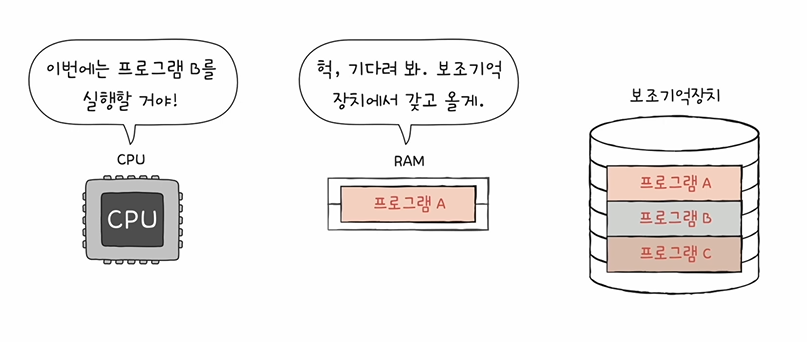 이번에는 프로그램 B를
실행할 거야!
CPU
CPU
헉, 기다려 봐. 보조기억
장치에서 갖고 올게.
RAM
프로그램 A
보조기억장치
프로그램 A
프로그램 B
프로그램 C